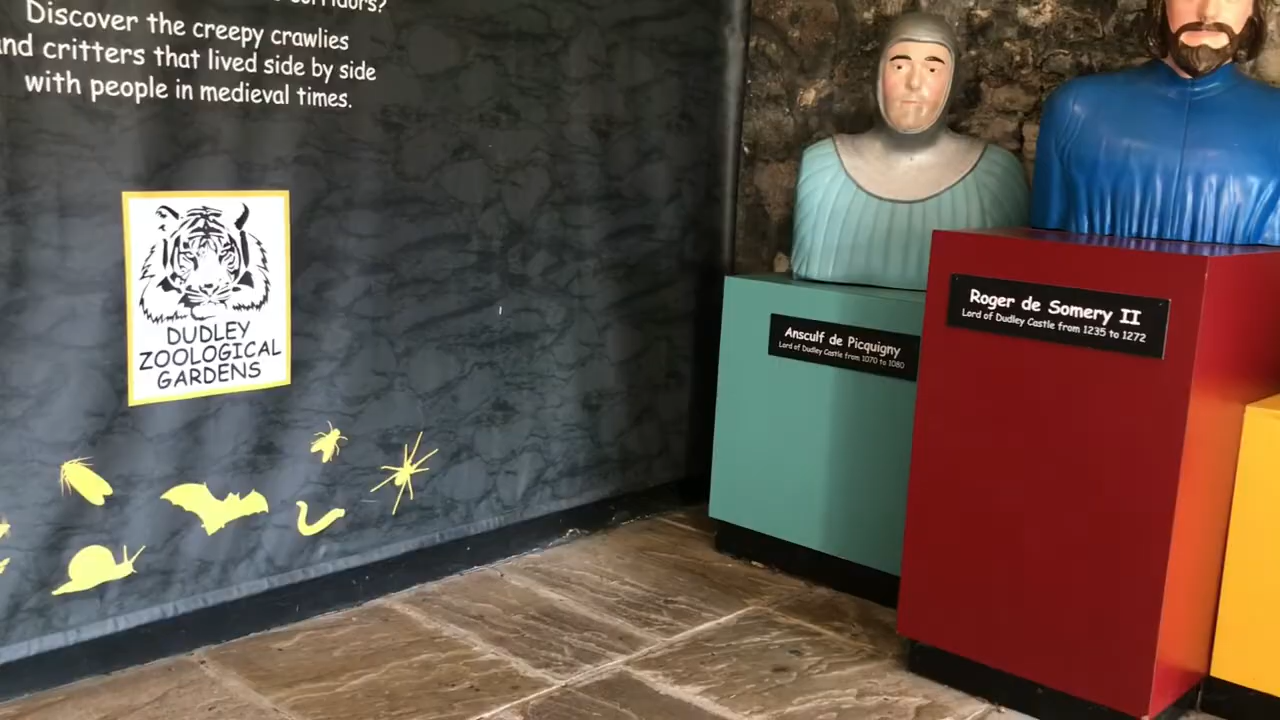 corridors?
Discover the creepy crawlies
and critters that lived side by side
with people in medieval times.
DUDLEY
ZOOLOGICAL
GARDENS
Ansculf de Picquigny
Lord of Dudley Castle from 1070 to 1080
Roger de Somery II
Lord of Dudley Castle from 1235 to 1272